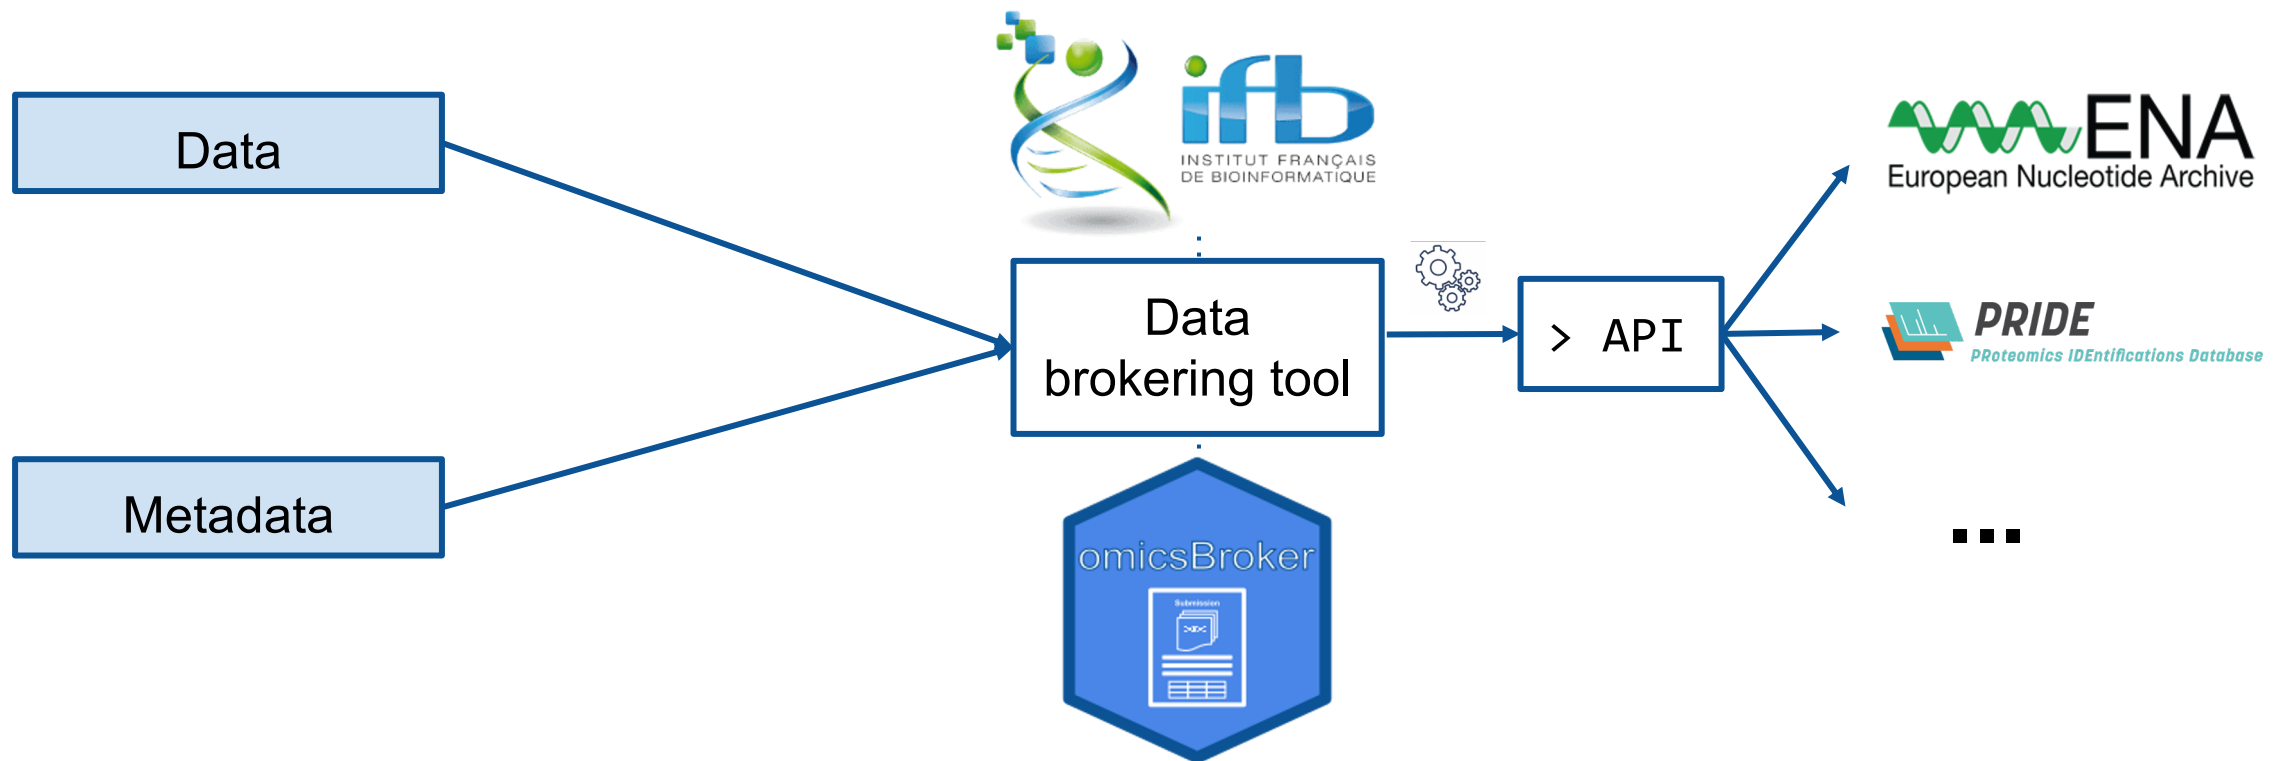 Data
Metadata
ifb
INSTITUT FRANÇAIS
DE BIOINFORMATIQUE
Data
brokering tool
omicsBroker
Submission
> API
ENA
European Nucleotide Archive
PRIDE
PRoteomics IDEntifications Database
...